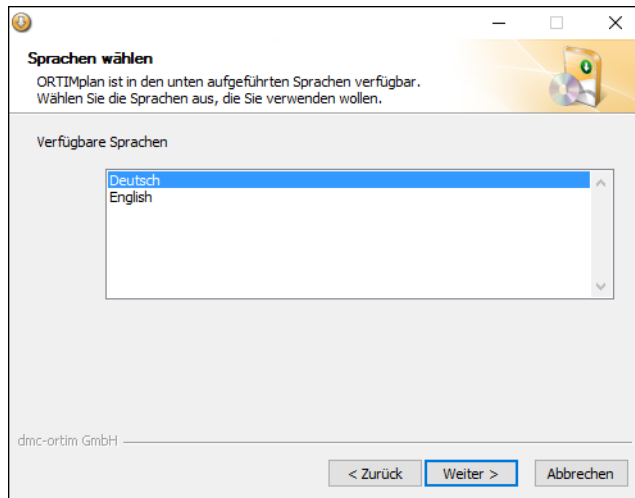 Sprachen wählen
ORTIMplan ist in den unten aufgeführten Sprachen verfügbar.
Wählen Sie die Sprachen aus, die Sie verwenden wollen.
Verfügbare Sprachen
Deutsch
English
dmc-ortim GmbH
< Zurück
Weiter >
Abbrechen